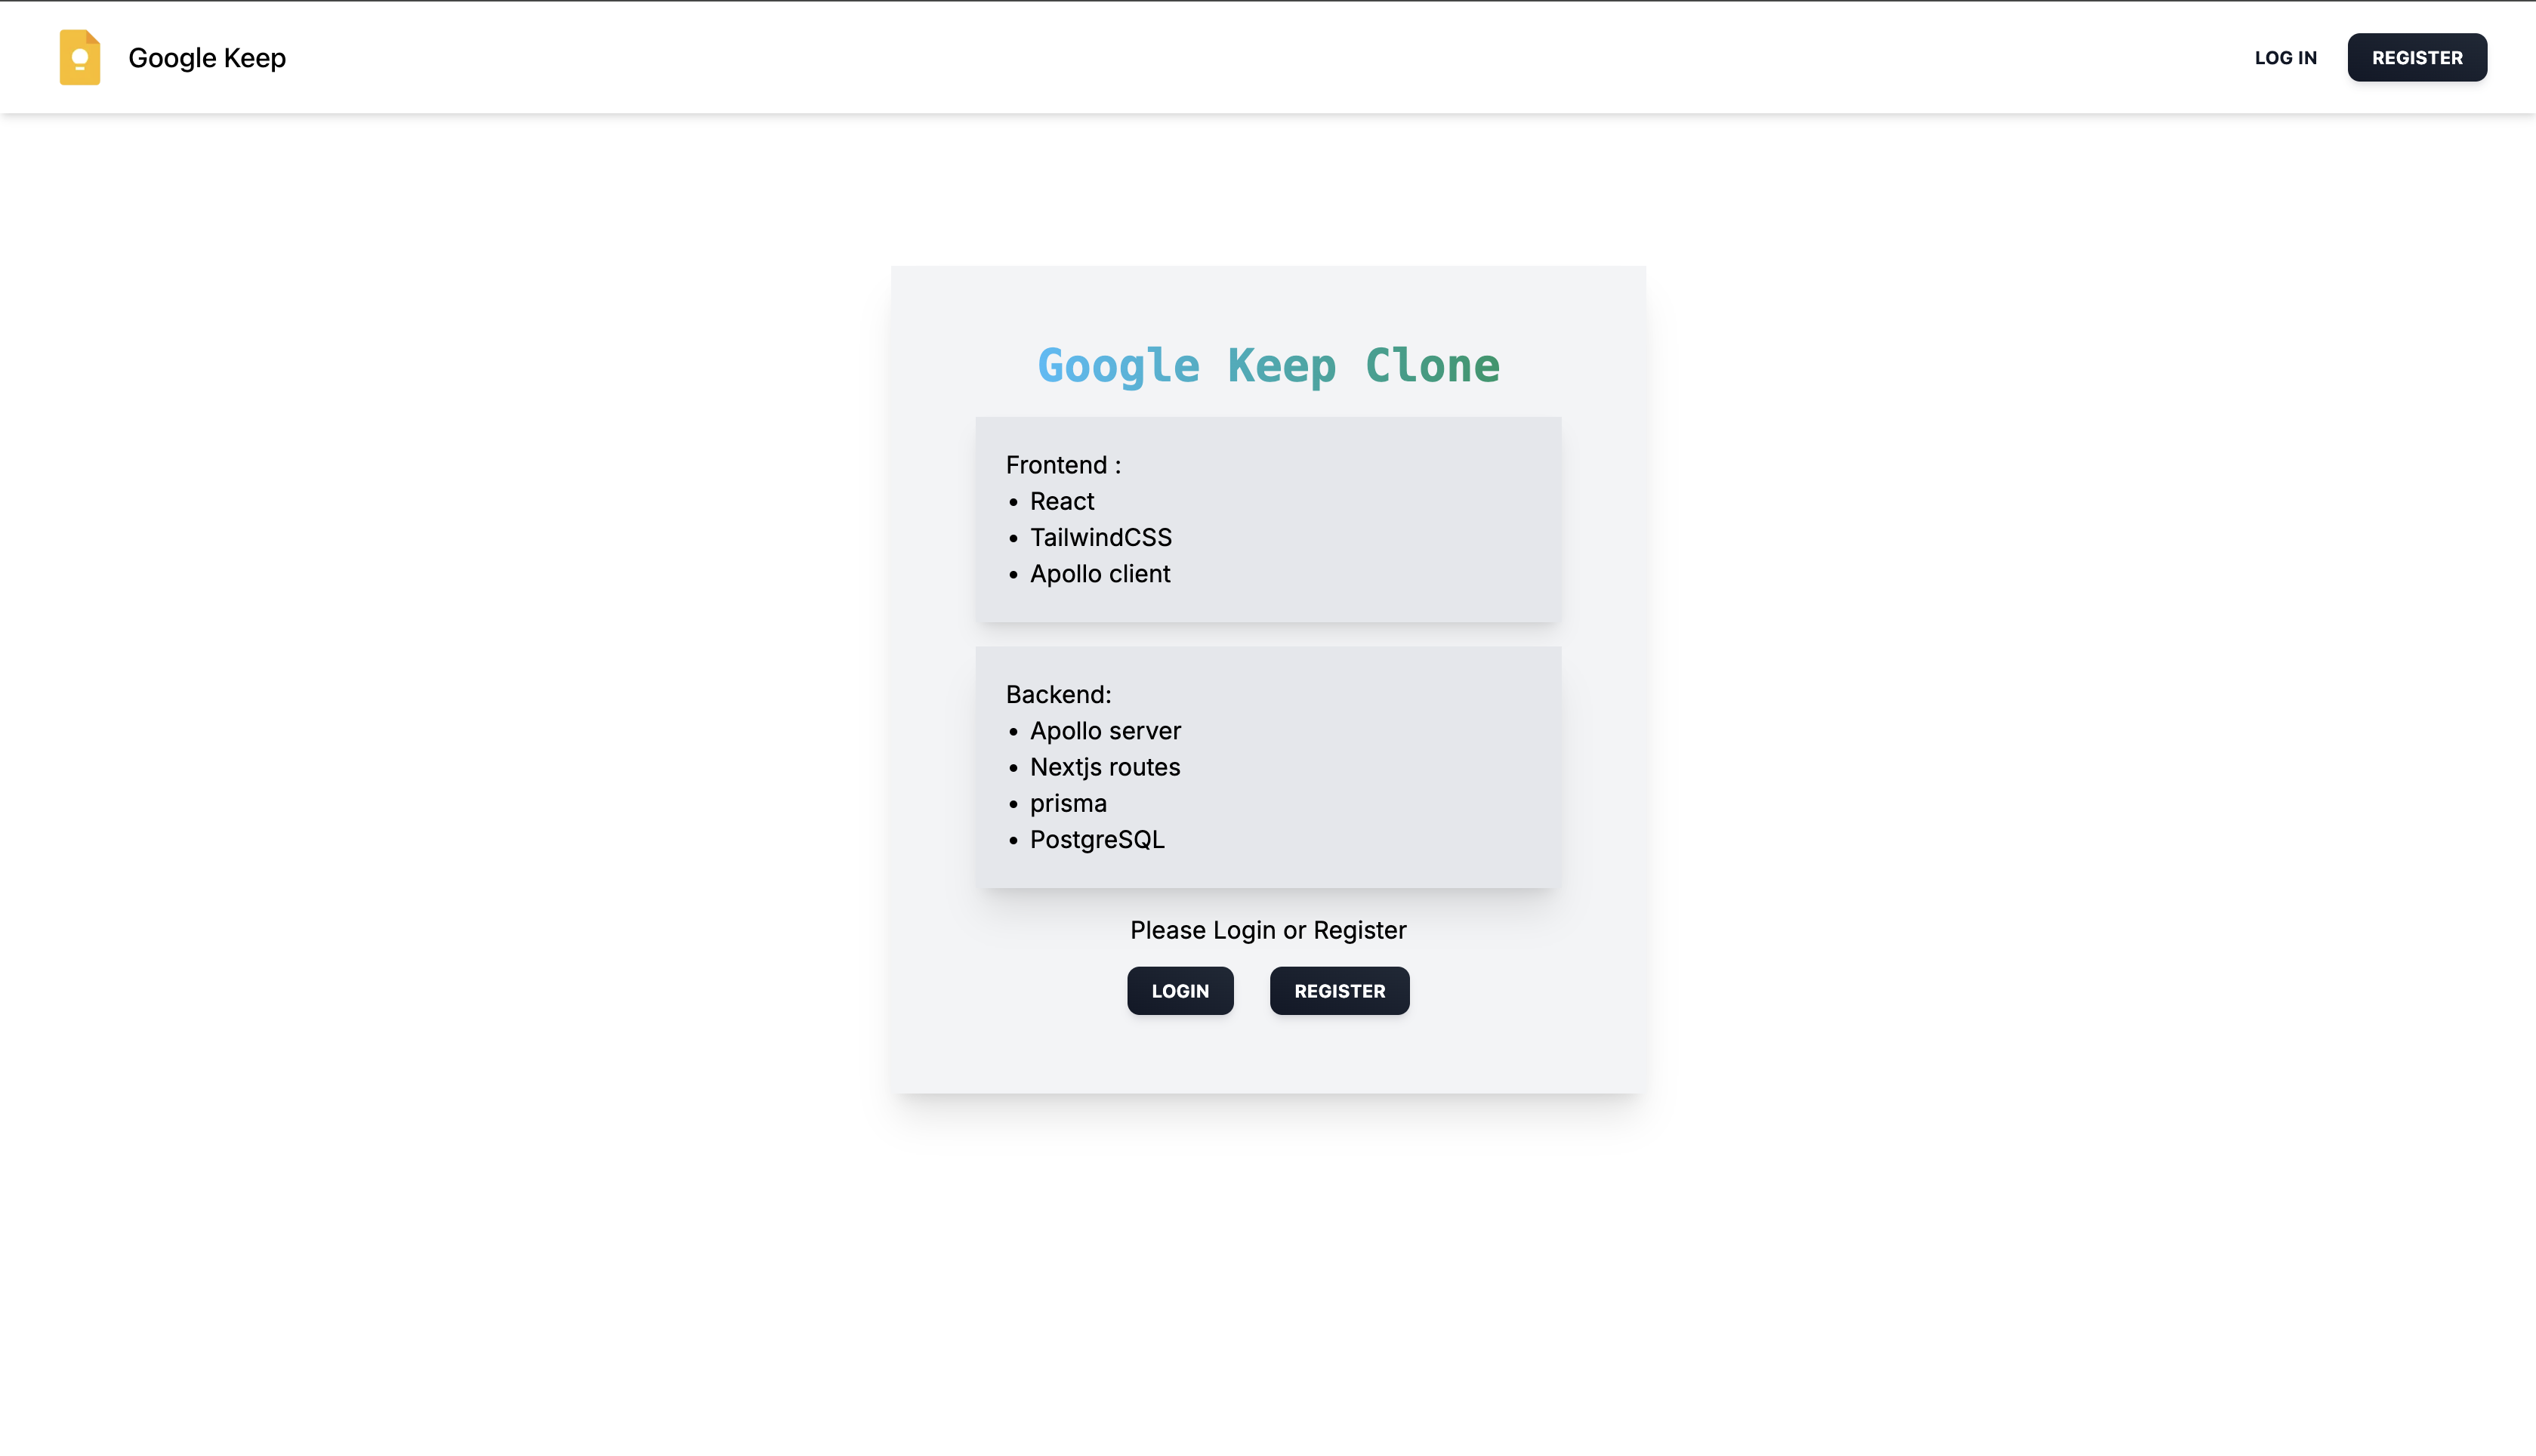 Google Keep
LOG IN
REGISTER
Google Keep Clone
Frontend :
• React
• TailwindCSS
• Apollo client
Backend:
• Apollo server
• Nextjs routes
• prisma
• PostgreSQL
Please Login or Register
LOGIN
REGISTER